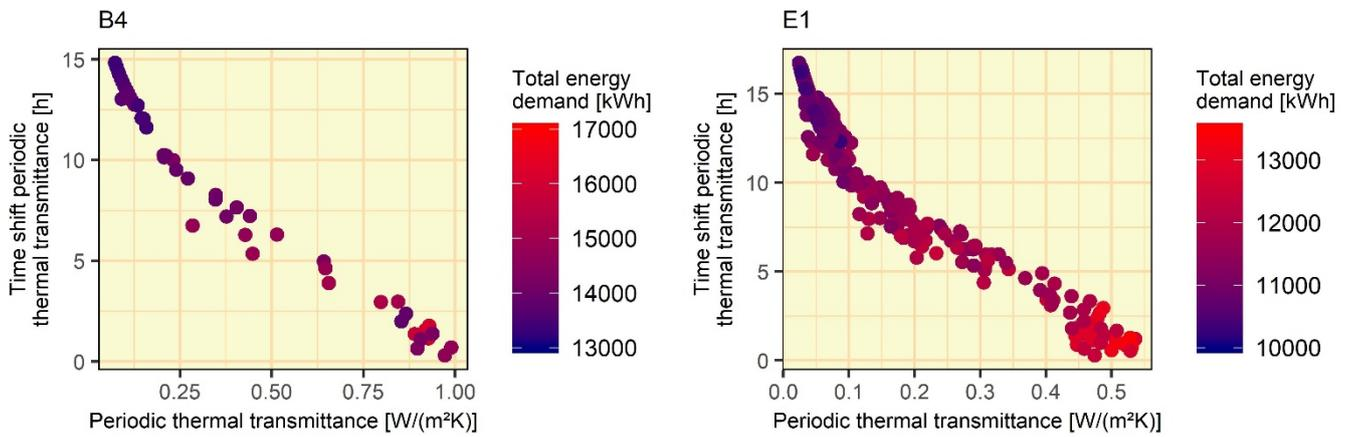 B4
15
10
5
0
0.25 0.50 0.75 1.00
Time shift periodic
thermal transmittance [h]
Periodic thermal transmittance [W/(m²K)]
Total energy
demand [kWh]
17000
16000
15000
14000
13000
E1
15
10
5
0
0.0 0.1 0.2 0.3 0.4 0.5
Time shift periodic
thermal transmittance [h]
Periodic thermal transmittance [W/(m²K)]
Total energy
demand [kWh]
13000
12000
11000
10000